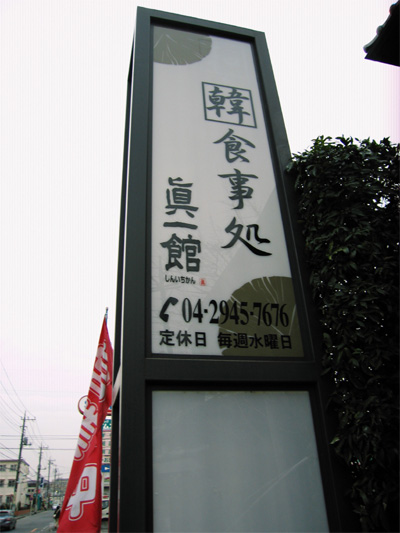 韓食事処
眞一館
しんいちかん
04-2945-7676
定休日 毎週水曜日